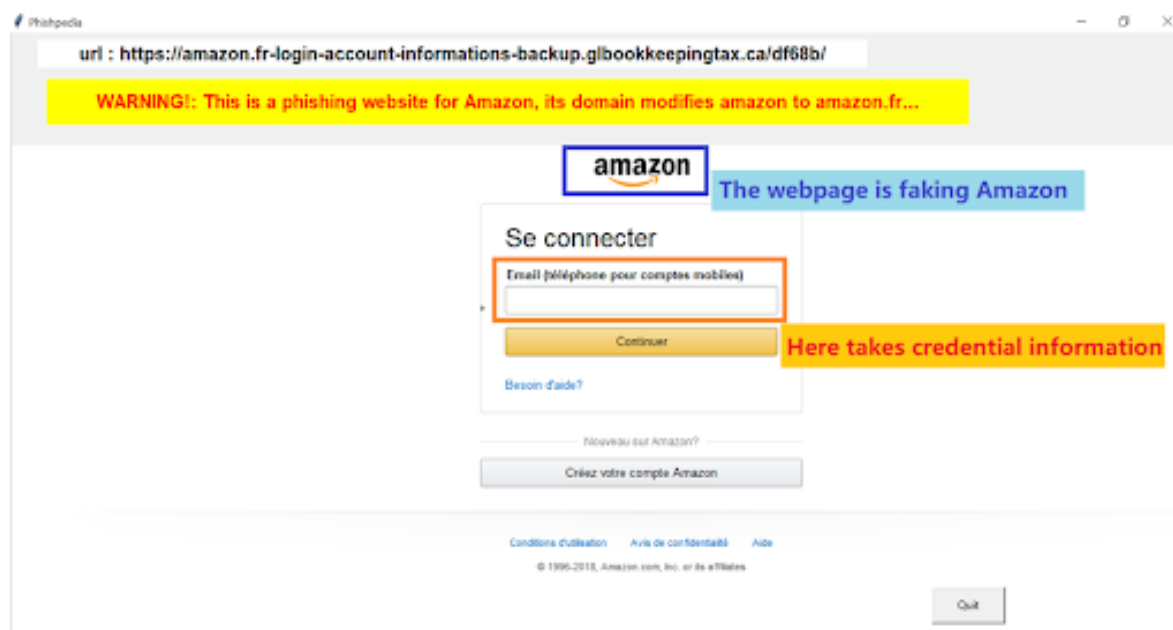 Phishpedia
url : https://amazon.fr-login-account-informations-backup.glbookkeepingtax.ca/df68b/
WARNING!: This is a phishing website for Amazon, its domain modifies amazon to amazon.fr...
amazon
The webpage is faking Amazon
Se connecter
Email (téléphone pour comptes mobiles)
Continuer
Here takes credential information
Besoin d'aide?
Nouveau sur Amazon?
Créez votre compte Amazon
Conditions d'utilisation Avis de confidentialité Aide
© 1996-2018, Amazon.com, Inc. or its affiliates
Quit